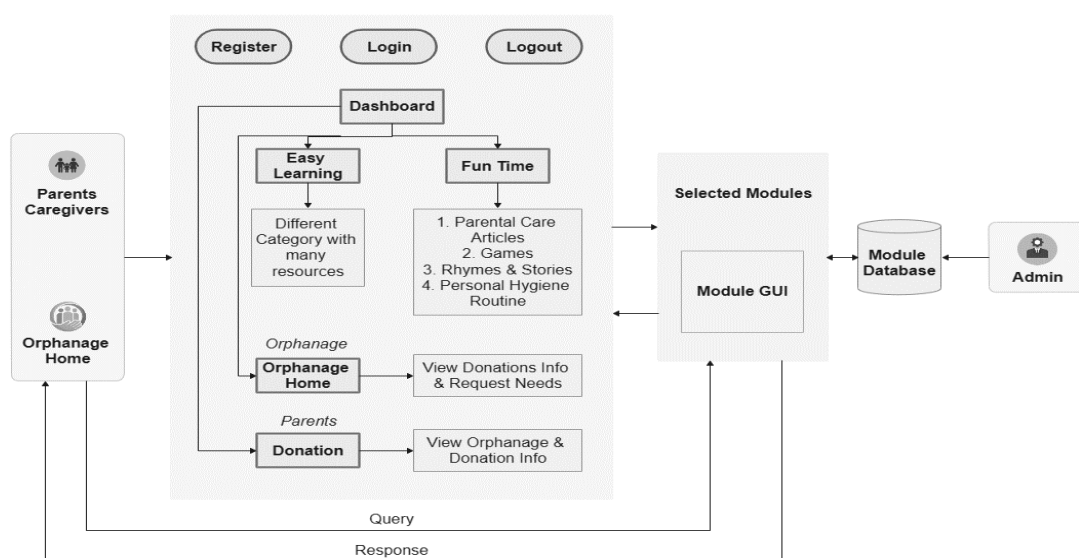 Register
Login
Logout
Dashboard
Easy
Learning
Fun Time
Parents
Caregivers
Selected Modules
Different
Category with
many
resources
1. Parental Care
Articles
2. Games
3. Rhymes & Stories
4. Personal Hygiene
Routine
Module
Database
Admin
Module GUI
Orphanage
Home
Orphanage
Orphanage
Home
View Donations Info
& Request Needs
Parents
Donation
View Orphanage &
Donation Info
Query
Response